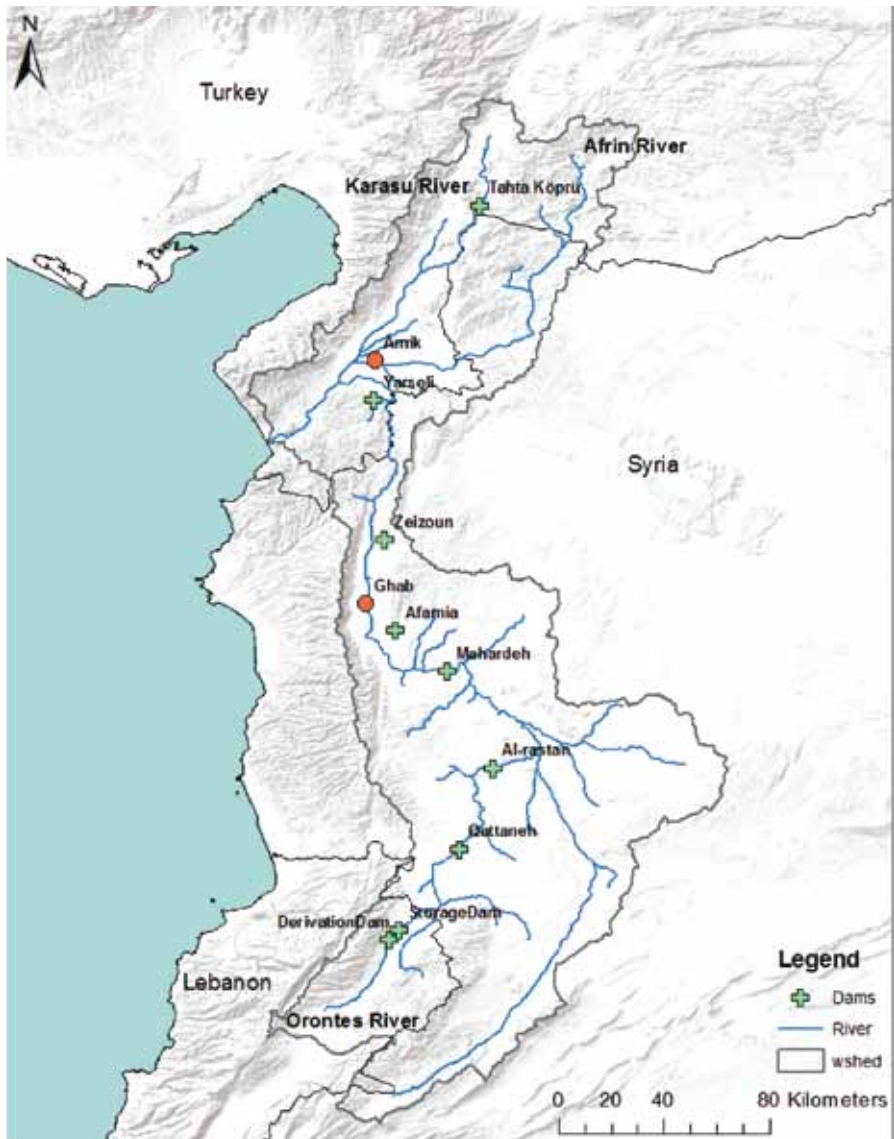 N
Turkey
Afrin River
Karasu River
Tahta Köprü
Amik
Yarseli
Syria
Zeizoun
Ghab
Afamia
Mahardeh
Al-rastan
Qattaneh
StorageDam
DerivationDam
Lebanon
Orontes River
Legend
Dams
River
wshed
0 20 40 80 Kilometers